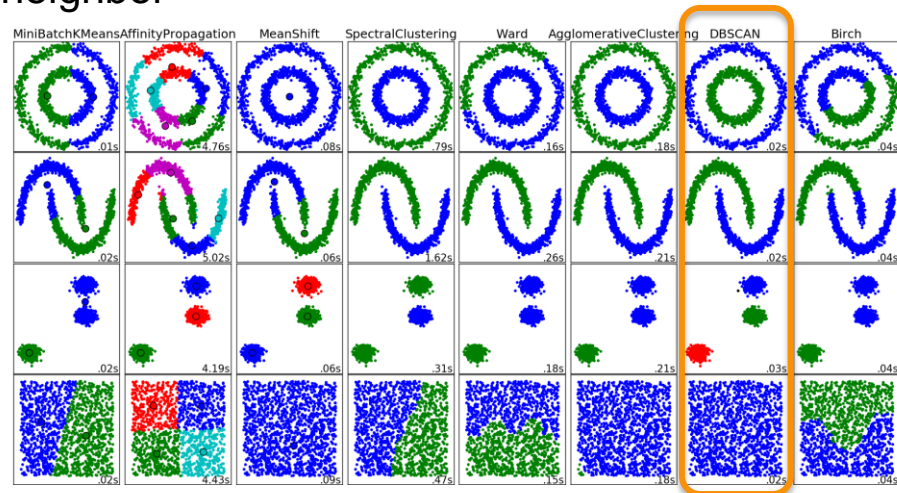 neighbor
MiniBatchKMeans AffinityPropagation MeanShift SpectralClustering Ward AgglomerativeClustering DBSCAN Birch
.01s 4.76s .08s .79s .16s .18s .02s .04s
.02s 5.02s .06s 1.62s .26s .21s .02s .04s
.02s 4.19s .06s .31s .18s .21s .03s .04s
.02s 4.43s .09s .47s .15s .18s .02s .04s